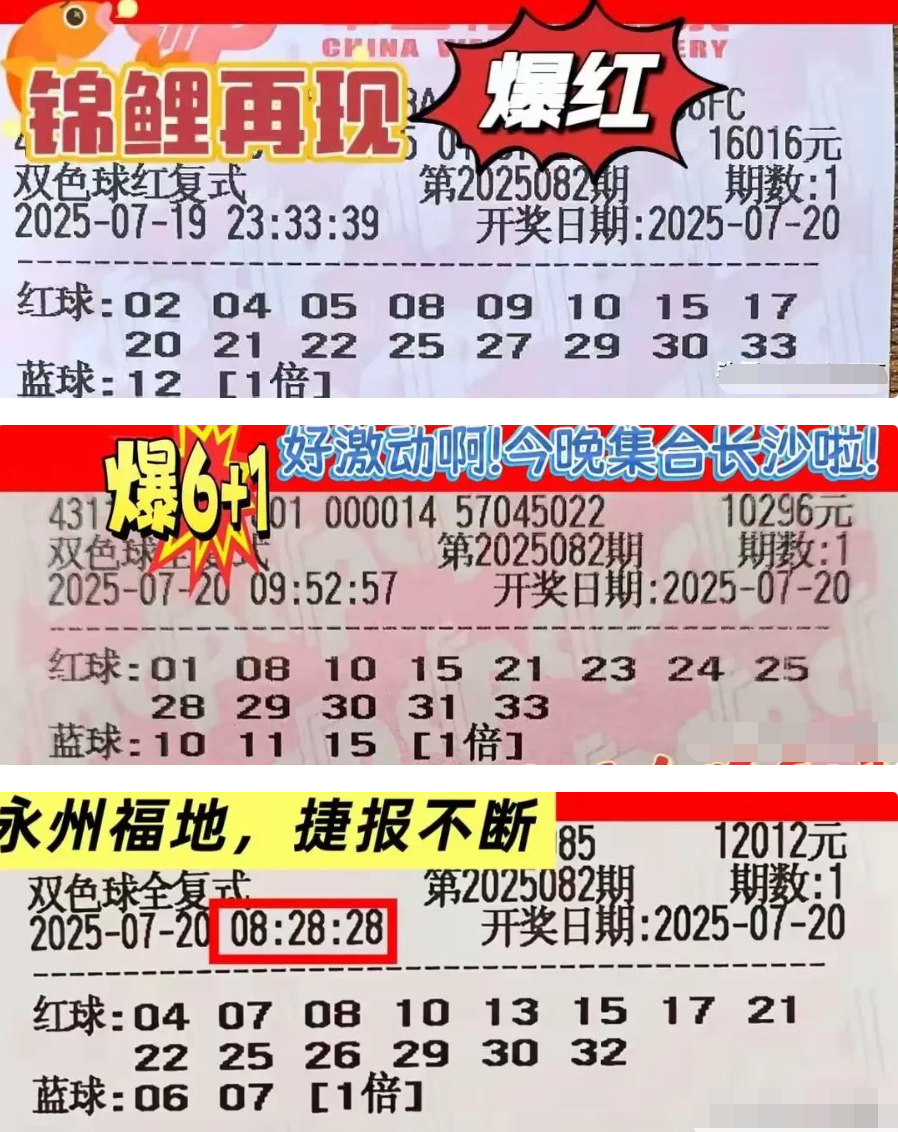 CHINA W ERY
锦鲤再现
爆红
6FC
16016元
双色球红复式 第2025082期 期数:1
2025-07-19 23:33:39 开奖日期:2025-07-20
红球:02 04 05 08 09 10 15 17
20 21 22 25 27 29 30 33
蓝球:12 [1倍]
好激动啊!今晚集合长沙啦!
爆6+1
431 01 000014 57045022 10296元
双色球全复式 第2025082期 期数:1
2025-07-20 09:52:57 开奖日期:2025-07-20
红球:01 08 10 15 21 23 24 25
28 29 30 31 33
蓝球:10 11 15 [1倍]
永州福地，捷报不断
85 12012元
双色球全复式 第2025082期 期数:1
2025-07-20 08:28:28 开奖日期:2025-07-20
红球:04 07 08 10 13 15 17 21
22 25 26 29 30 32
蓝球:06 07 [1倍]